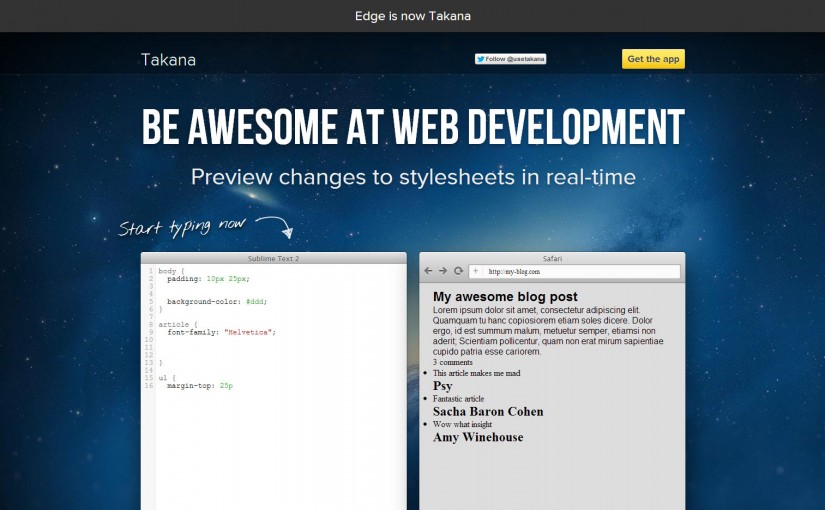 Edge is now Takana
Takana
Follow @usetakana
Get the app
BE AWESOME AT WEB DEVELOPMENT
Preview changes to stylesheets in real-time
Start typing now
Sublime Text 2
1 body {
2 padding: 10px 25px;
3
4
5 background-color: #ddd;
6 }
7
8 article {
9 font-family: "Helvetica";
10
11
12
13 }
14
15 ul {
16 margin-top: 25p
Safari
http://my-blog.com
My awesome blog post
Lorem ipsum dolor sit amet, consectetur adipiscing elit.
Quamquam tu hanc copiosiorem etiam soles dicere. Dolor
ergo, id est summum malum, metuetur semper, etiamsi non
aderit; Scientiam pollicentur, quam non erat mirum sapientiae
cupido patria esse cariorem.
3 comments
This article makes me mad
Psy
Fantastic article
Sacha Baron Cohen
Wow what insight
Amy Winehouse